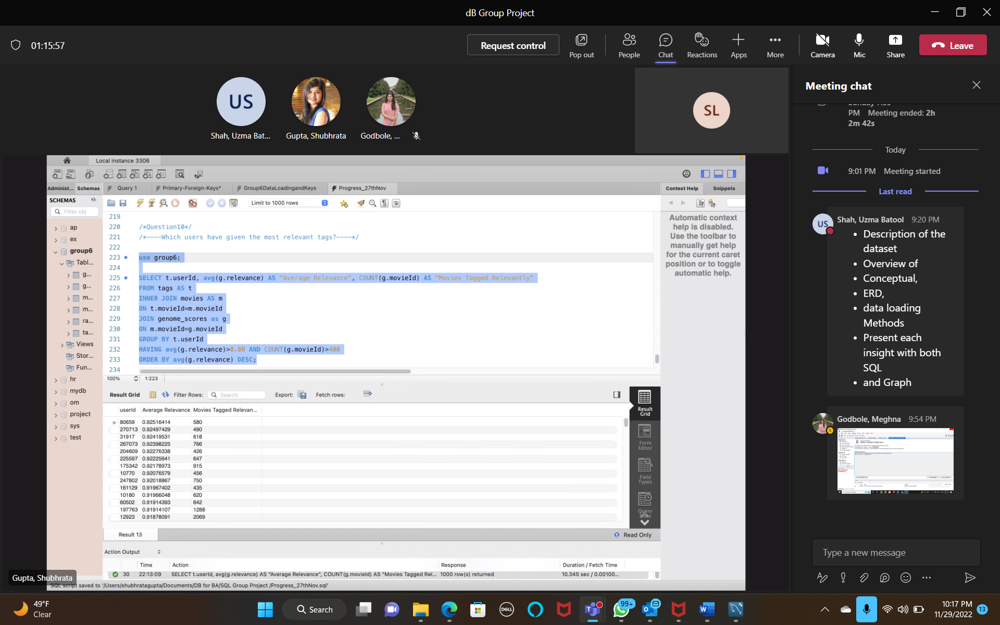 dB Group Project
01:15:57
Request control
Pop out
People
Chat
Reactions
Apps
More
Camera
Mic
Share
Leave
US
Shah, Uzma Bat...
Gupta, Shubhrata
Godbole, ...
SL
Local instance 3306
Administ...
Schemas
Query 1
Primary-Foreign-Keys*
Group6DataLoadingandKeys
Progress_27thNov
Context Help
Snippets
SCHEMAS
Filter obj
Limit to 1000 rows
ap
ex
group6
Tabl...
g...
g...
m...
m...
ra...
ta...
Views
Stor...
Fun...
hr
mydb
om
project
sys
test
219
220 /*Question10*/
221 /*----Which users have given the most relevant tags?----*/
222
223 use group6;
224
225 SELECT t.userId, avg(g.relevance) AS "Average Relevance", COUNT(g.movieId) AS "Movies Tagged Relevantly"
226 FROM tags AS t
227 INNER JOIN movies AS m
228 ON t.movieId=m.movieId
229 JOIN genome_scores as g
230 ON m.movieId=g.movieId
231 GROUP BY t.userId
232 HAVING avg(g.relevance)>0.80 AND COUNT(g.movieId)>400
233 ORDER BY avg(g.relevance) DESC;
234
100% 1:223
Automatic context
help is disabled.
Use the toolbar to
manually get help
for the current caret
position or to toggle
automatic help.
Result Grid
Filter Rows:
Search
Export:
Fetch rows:
userId Average Relevance Movies Tagged Relevan...
80659 0.92516414 580
270713 0.92497429 490
31917 0.92419531 618
267073 0.92398225 766
204609 0.92276338 426
225597 0.92225641 647
175342 0.92178973 915
10770 0.92076579 456
247802 0.92018867 750
161129 0.91967402 435
10180 0.91966048 620
60502 0.91914393 642
197763 0.91914107 1288
12923 0.91878091 2069
Result
Grid
Form
Editor
Field
Types
Query
Stats
Result 13
Read Only
Action Output
Time Action Response Duration / Fetch Time
30 22:13:09 SELECT t.userId, avg(g.relevance) AS "Average Relevance", COUNT(g.movieId) AS "Movies Tagged Rel... 1000 row(s) returned 10.345 sec / 0.00100...
SQL script saved to '/Users/shubhratagupta/Documents/DB for BA/SQL Group Project /Progress_27thNov.sql'
Gupta, Shubhrata
Meeting chat
PM Meeting ended: 2h
2m 42s
Today
9:01 PM Meeting started
Last read
US
Shah, Uzma Batool 9:20 PM
• Description of the
dataset
• Overview of
• Conceptual,
• ERD,
• data loading
Methods
• Present each
insight with both
SQL
• and Graph
Godbole, Meghna 9:54 PM
Type a new message
49°F
Clear
Search
DELL
99+
10:17 PM
11/29/2022
13